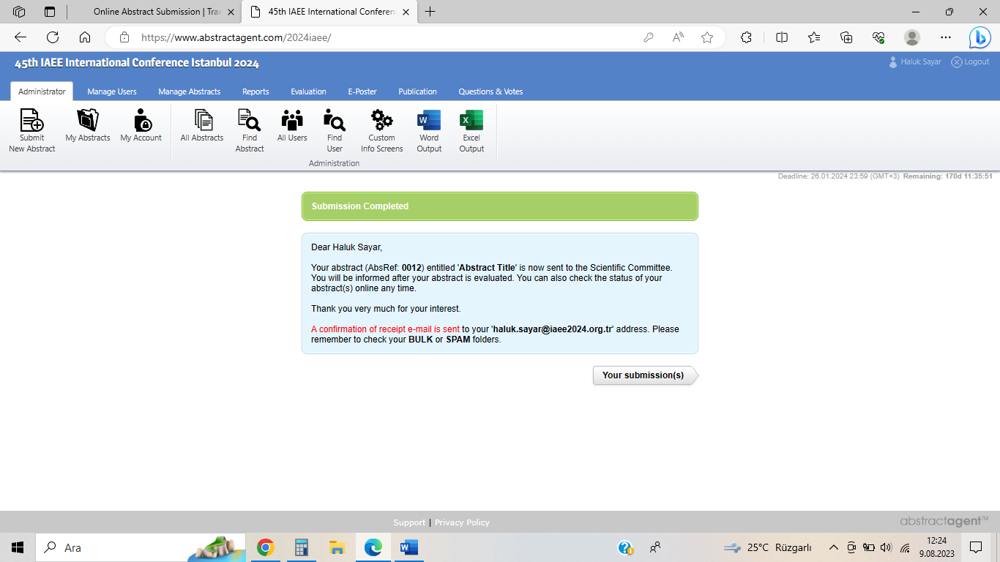 Online Abstract Submission | Trae
45th IAEE International Conferen
https://www.abstractagent.com/2024iaee/
45th IAEE International Conference Istanbul 2024
Haluk Sayar
Logout
Administrator
Manage Users
Manage Abstracts
Reports
Evaluation
E-Poster
Publication
Questions & Votes
Submit
New Abstract
My Abstracts
My Account
All Abstracts
Find
Abstract
All Users
Find
User
Custom
Info Screens
Word
Output
Excel
Output
Administration
Deadline: 26.01.2024 23:59 (GMT+3) Remaining: 170d 11:35:51
Submission Completed
Dear Haluk Sayar,
Your abstract (AbsRef: 0012) entitled 'Abstract Title' is now sent to the Scientific Committee.
You will be informed after your abstract is evaluated. You can also check the status of your
abstract(s) online any time.
Thank you very much for your interest.
A confirmation of receipt e-mail is sent to your 'haluk.sayar@iaee2024.org.tr' address. Please
remember to check your BULK or SPAM folders.
Your submission(s)
Support | Privacy Policy
abstractagent™
Ara
25°C Rüzgarlı
12:24
9.08.2023